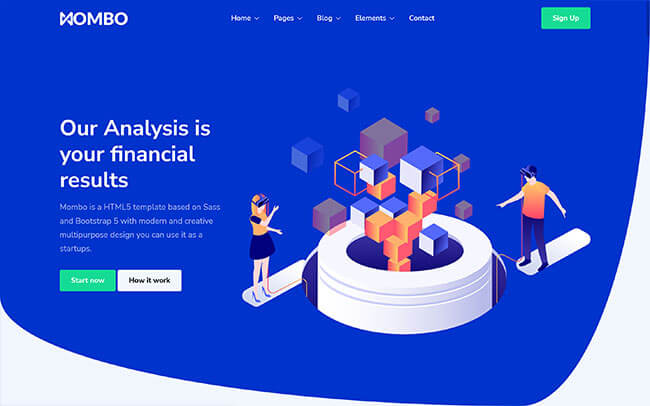 MOMBO
Home Pages Blog Elements Contact
Sign Up
Our Analysis is
your financial
results
Mombo is a HTML5 template based on Sass
and Bootstrap 5 with modern and creative
multipurpose design you can use it as a
startups.
Start now How it work